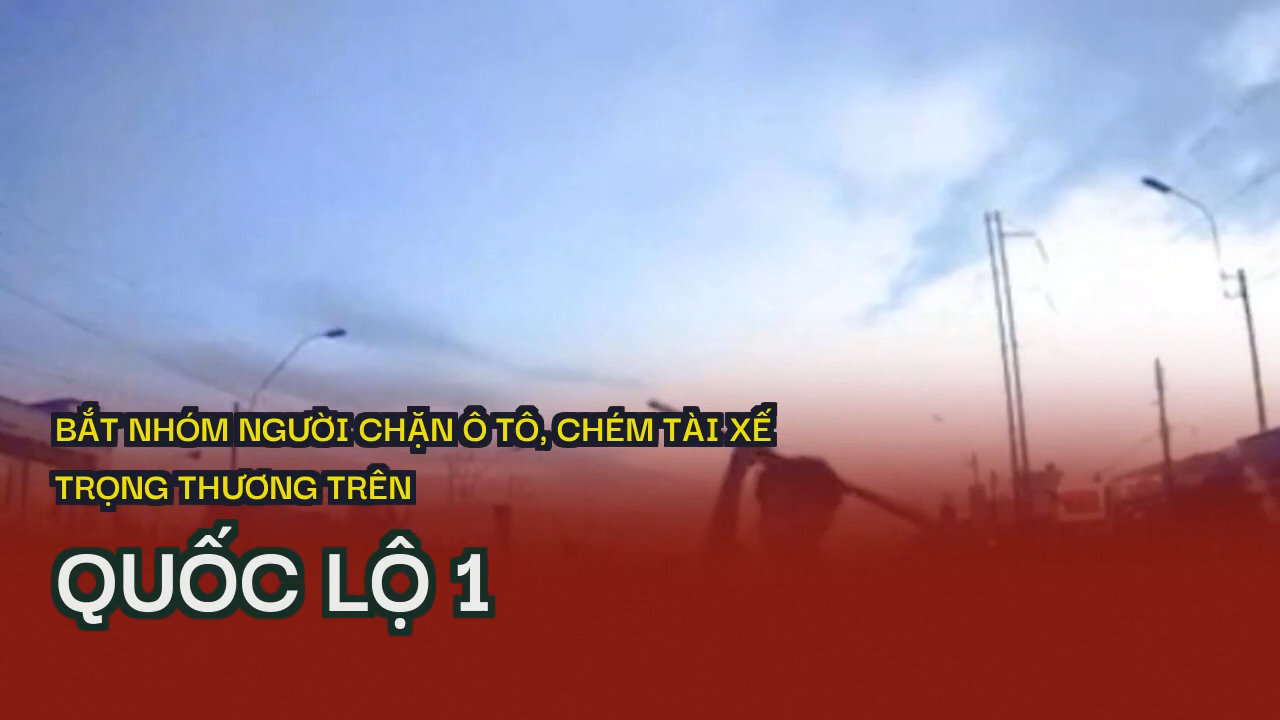 BẮT NHÓM NGƯỜI CHẶN Ô TÔ, CHÉM TÀI XẾ
TRỌNG THƯƠNG TRÊN
QUỐC LỘ 1